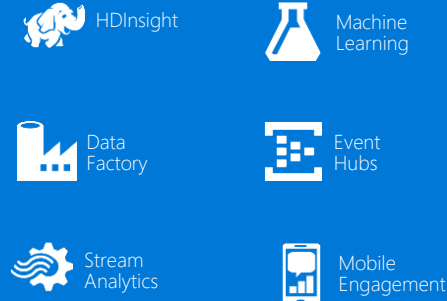 HDInsight
Machine
Learning
Data
Factory
Event
Hubs
Stream
Analytics
Mobile
Engagement